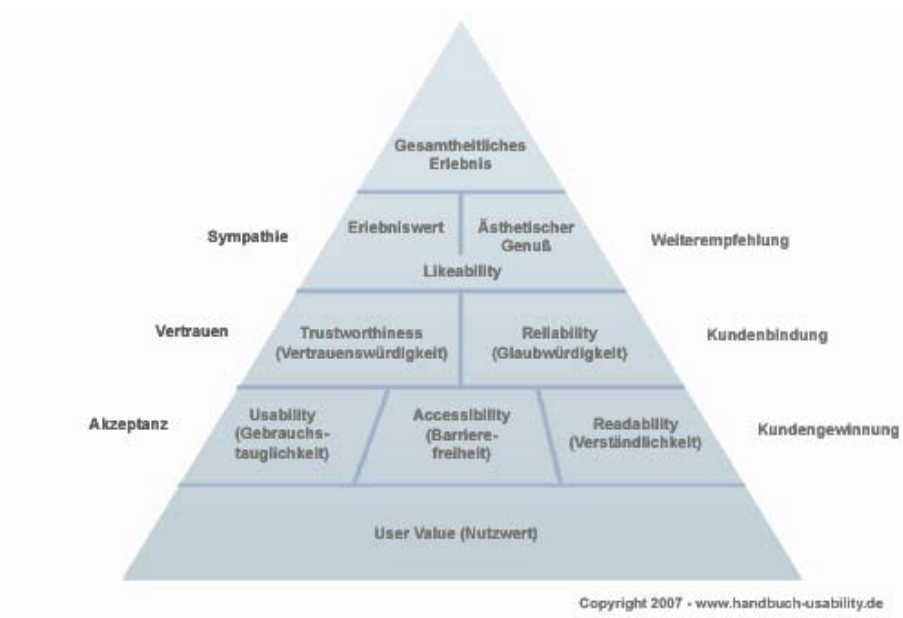 Gesamtheitliches
Erlebnis
Sympathie
Erlebniswert
Ästhetischer
Genuß
Likeability
Weiterempfehlung
Vertrauen
Trustworthiness
(Vertrauenswürdigkeit)
Reliability
(Glaubwürdigkeit)
Kundenbindung
Akzeptanz
Usability
(Gebrauchs-
tauglichkeit)
Accessibility
(Barriere-
freiheit)
Readability
(Verständlichkeit)
Kundengewinnung
User Value (Nutzwert)
Copyright 2007 - www.handbuch-usability.de